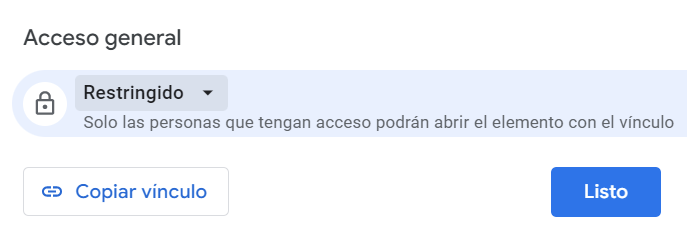 Acceso general
Restringido
Solo las personas que tengan acceso podrán abrir el elemento con el vínculo
Copiar vínculo
Listo